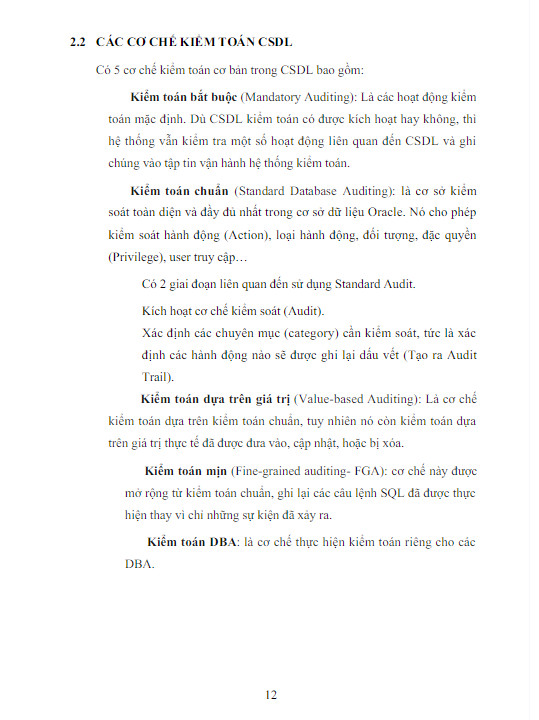 2.2 CÁC CƠ CHẾ KIỂM TOÁN CSDL
Có 5 cơ chế kiểm toán cơ bản trong CSDL bao gồm:
Kiểm toán bắt buộc (Mandatory Auditing): Là các hoạt động kiểm
toán mặc định. Dù CSDL kiểm toán có được kích hoạt hay không, thì
hệ thống vẫn kiểm tra một số hoạt động liên quan đến CSDL và ghi
chúng vào tập tin vận hành hệ thống kiểm toán.
Kiểm toán chuẩn (Standard Database Auditing): là cơ sở kiểm
soát toàn diện và đầy đủ nhất trong cơ sở dữ liệu Oracle. Nó cho phép
kiểm soát hành động (Action), loại hành động, đối tượng, đặc quyền
(Privilege), user truy cập…
Có 2 giai đoạn liên quan đến sử dụng Standard Audit.
Kích hoạt cơ chế kiểm soát (Audit).
Xác định các chuyên mục (category) cần kiểm soát, tức là xác
định các hành động nào sẽ được ghi lại dấu vết (Tạo ra Audit
Trail).
Kiểm toán dựa trên giá trị (Value-based Auditing): Là cơ chế
kiểm toán dựa trên kiểm toán chuẩn, tuy nhiên nó còn kiểm toán dựa
trên giá trị thực tế đã được đưa vào, cập nhật, hoặc bị xóa.
Kiểm toán mịn (Fine-grained auditing- FGA): cơ chế này được
mở rộng từ kiểm toán chuẩn, ghi lại các câu lệnh SQL đã được thực
hiện thay vì chỉ những sự kiện đã xảy ra.
Kiểm toán DBA: là cơ chế thực hiện kiểm toán riêng cho các
DBA.
12